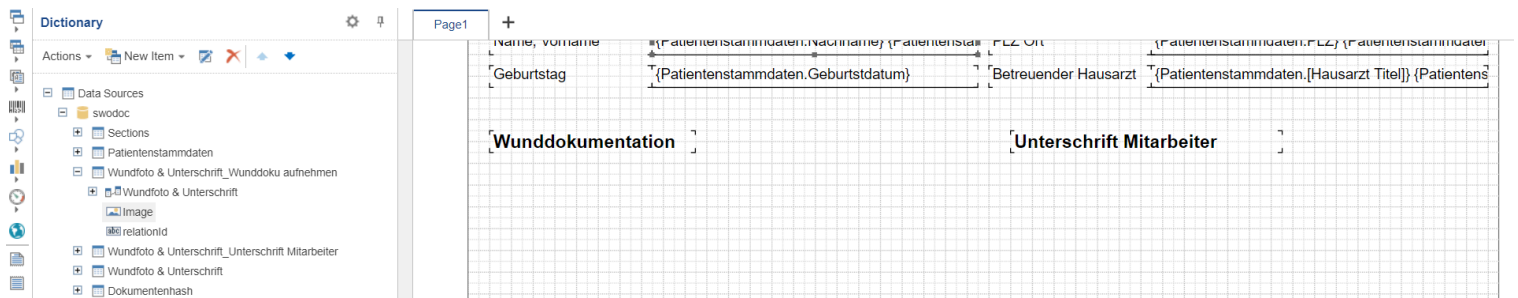 Dictionary
Actions
New Item
Data Sources
swodoc
Sections
Patientenstammdaten
Wundfoto & Unterschrift_Wunddoku aufnehmen
Wundfoto & Unterschrift
Image
relationId
Wundfoto & Unterschrift_Unterschrift Mitarbeiter
Wundfoto & Unterschrift
Dokumentenhash
Page1 +
Name, Vorname {Patientenstammdaten.Nachname} {Patientensta PLZ Ort {Patientenstammdaten.PLZ} {Patientenstammdater
Geburtstag {Patientenstammdaten.Geburtstdatum} Betreuender Hausarzt {Patientenstammdaten.[Hausarzt Titel]} {Patientens
Wunddokumentation Unterschrift Mitarbeiter